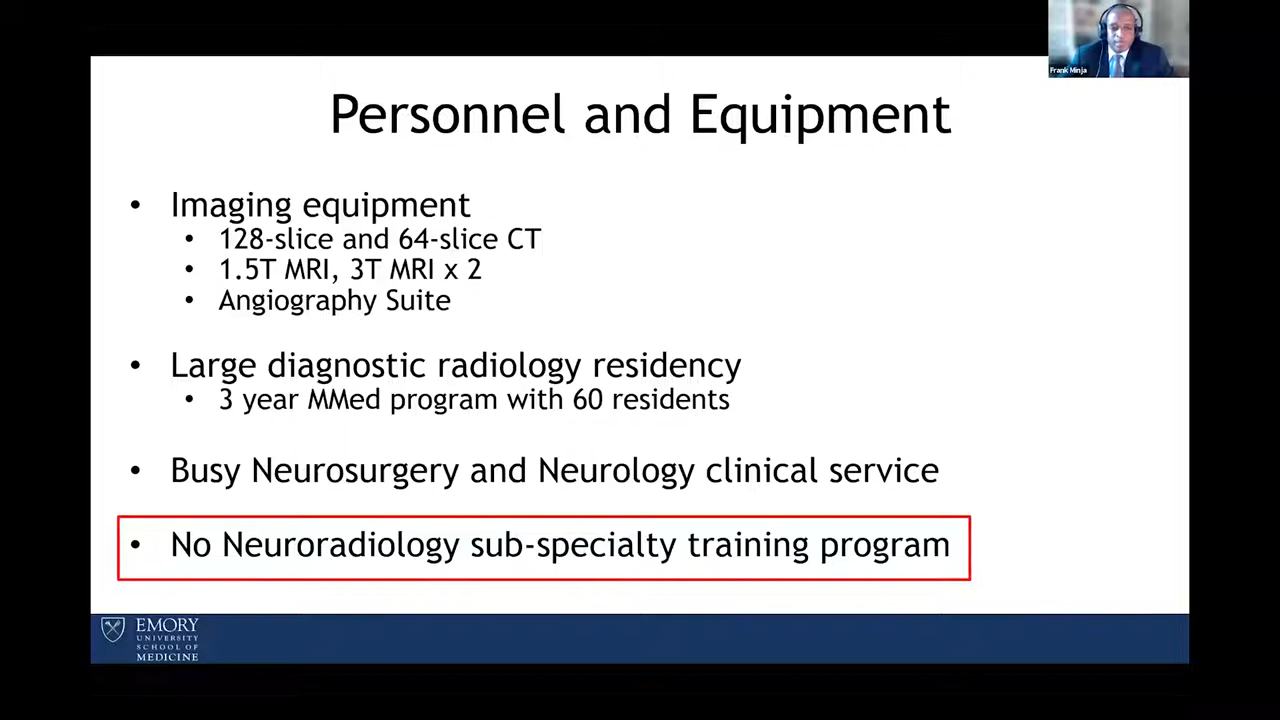 Frank Minja
Personnel and Equipment
• Imaging equipment
• 128-slice and 64-slice CT
• 1.5T MRI, 3T MRI x 2
• Angiography Suite
• Large diagnostic radiology residency
• 3 year MMed program with 60 residents
• Busy Neurosurgery and Neurology clinical service
• No Neuroradiology sub-specialty training program
EMORY
UNIVERSITY
SCHOOL OF
MEDICINE